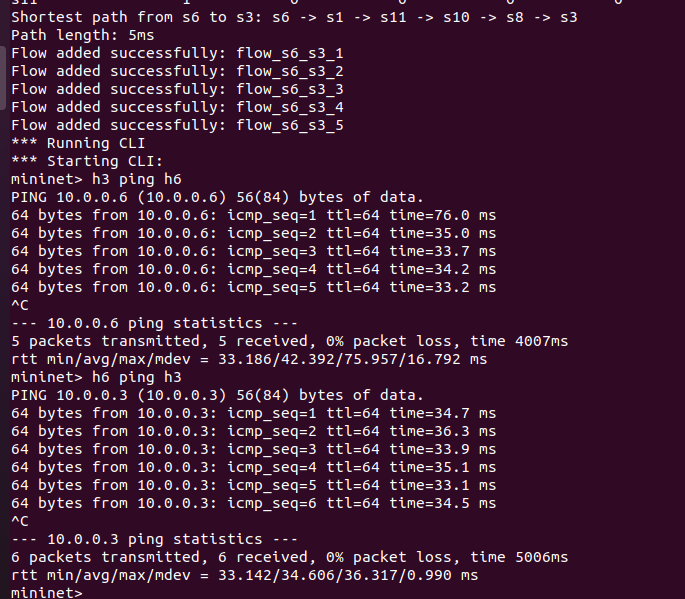 s11 1 0 0 0 0
Shortest path from s6 to s3: s6 -> s1 -> s11 -> s10 -> s8 -> s3
Path length: 5ms
Flow added successfully: flow_s6_s3_1
Flow added successfully: flow_s6_s3_2
Flow added successfully: flow_s6_s3_3
Flow added successfully: flow_s6_s3_4
Flow added successfully: flow_s6_s3_5
*** Running CLI
*** Starting CLI:
mininet> h3 ping h6
PING 10.0.0.6 (10.0.0.6) 56(84) bytes of data.
64 bytes from 10.0.0.6: icmp_seq=1 ttl=64 time=76.0 ms
64 bytes from 10.0.0.6: icmp_seq=2 ttl=64 time=35.0 ms
64 bytes from 10.0.0.6: icmp_seq=3 ttl=64 time=33.7 ms
64 bytes from 10.0.0.6: icmp_seq=4 ttl=64 time=34.2 ms
64 bytes from 10.0.0.6: icmp_seq=5 ttl=64 time=33.2 ms
^C
--- 10.0.0.6 ping statistics ---
5 packets transmitted, 5 received, 0% packet loss, time 4007ms
rtt min/avg/max/mdev = 33.186/42.392/75.957/16.792 ms
mininet> h6 ping h3
PING 10.0.0.3 (10.0.0.3) 56(84) bytes of data.
64 bytes from 10.0.0.3: icmp_seq=1 ttl=64 time=34.7 ms
64 bytes from 10.0.0.3: icmp_seq=2 ttl=64 time=36.3 ms
64 bytes from 10.0.0.3: icmp_seq=3 ttl=64 time=33.9 ms
64 bytes from 10.0.0.3: icmp_seq=4 ttl=64 time=35.1 ms
64 bytes from 10.0.0.3: icmp_seq=5 ttl=64 time=33.1 ms
64 bytes from 10.0.0.3: icmp_seq=6 ttl=64 time=34.5 ms
^C
--- 10.0.0.3 ping statistics ---
6 packets transmitted, 6 received, 0% packet loss, time 5006ms
rtt min/avg/max/mdev = 33.142/34.606/36.317/0.990 ms
mininet>